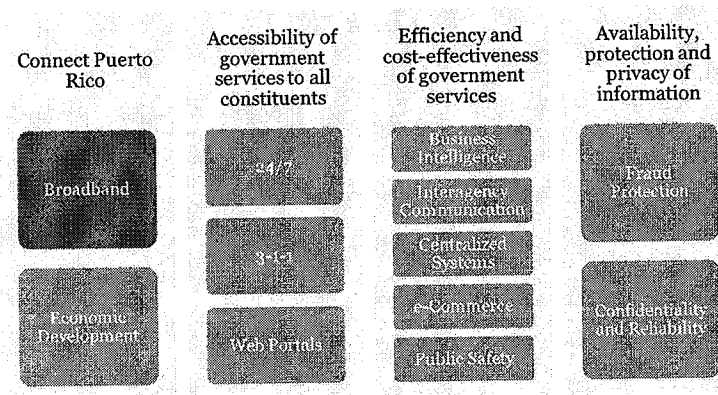 Connect Puerto
Rico
Broadband
Economic
Development
Accessibility of
government
services to all
constituents
24/7
3-1-1
Web Portals
Efficiency and
cost-effectiveness
of government
services
Business
Intelligence
Interagency
Communication
Centralized
Systems
e-Commerce
Public Safety
Availability,
protection and
privacy of
information
Fraud
Protection
Confidentiality
and Reliability